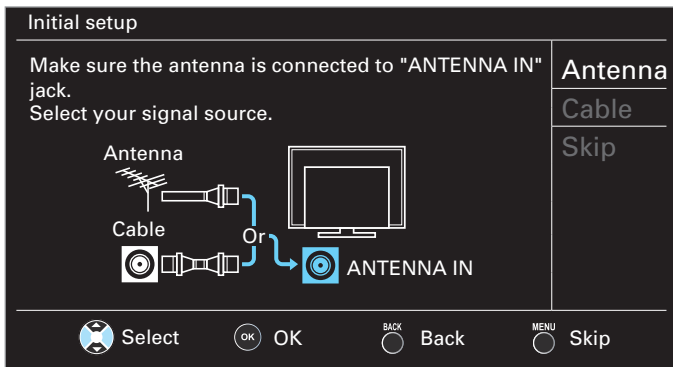 Initial setup
Make sure the antenna is connected to "ANTENNA IN"
jack.
Select your signal source.
Antenna
Cable
Skip
Antenna
Cable
Or
ANTENNA IN
Select
OK
OK
BACK
Back
MENU
Skip